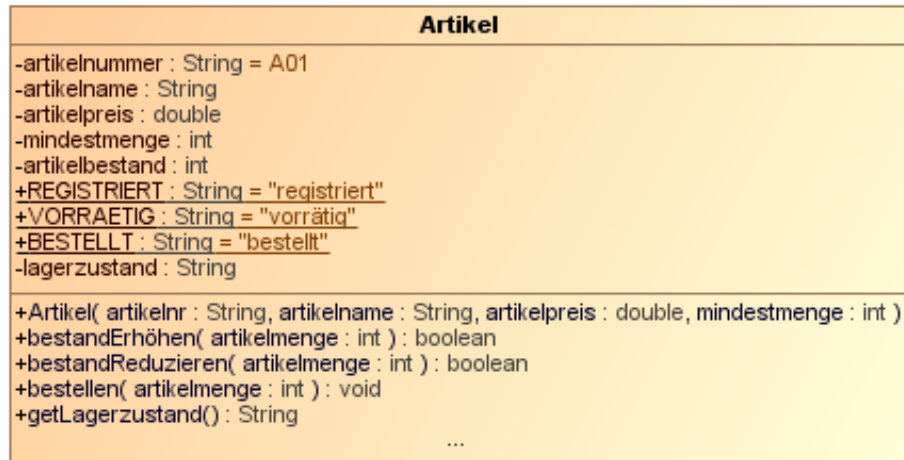 Artikel
-artikelnummer : String = A01
-artikelname : String
-artikelpreis : double
-mindestmenge : int
-artikelbestand : int
+REGISTRIERT : String = "registriert"
+VORRAETIG : String = "vorrätig"
+BESTELLT : String = "bestellt"
-lagerzustand : String
+Artikel( artikelnr : String, artikelname : String, artikelpreis : double, mindestmenge : int )
+bestandErhöhen( artikelmenge : int ) : boolean
+bestandReduzieren( artikelmenge : int ) : boolean
+bestellen( artikelmenge : int ) : void
+getLagerzustand() : String
...